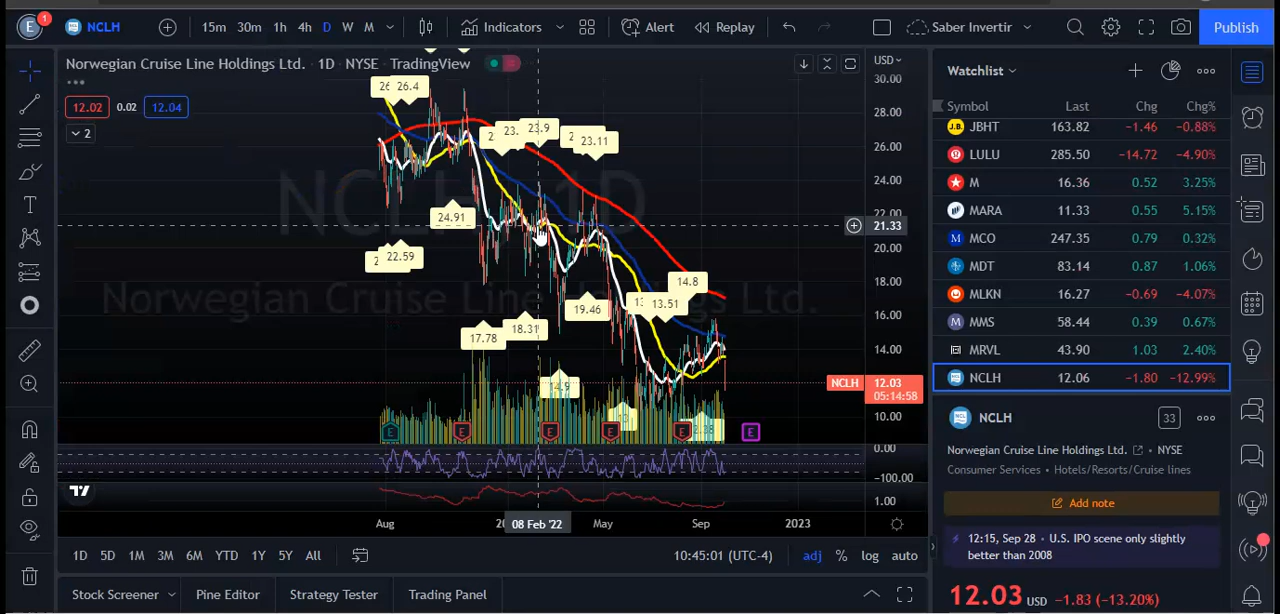 E 1 NCLH 15m 30m 1h 4h D W M Indicators Alert Replay Saber Invertir Publish
Norwegian Cruise Line Holdings Ltd. · 1D · NYSE · TradingView
12.02 0.02 12.04
2
USD
30.00
28.00
26.00
24.00
22.00
21.33
20.00
18.00
16.00
14.00
NCLH 12.03
05:14:58
10.00
0.00
−100.00
1.00
NCLH 1D
Norwegian Cruise Line Holdings Ltd.
26.4
23.9
23.11
24.91
22.59
14.8
13.51
19.46
18.31
17.78
14.9
E E E E E E
Aug 08 Feb '22 May Sep 2023
1D 5D 1M 3M 6M YTD 1Y 5Y All 10:45:01 (UTC-4) adj % log auto
Stock Screener Pine Editor Strategy Tester Trading Panel
Watchlist
Symbol Last Chg Chg%
JBHT 163.82 −1.46 −0.88%
LULU 285.50 −14.72 −4.90%
M 16.36 0.52 3.25%
MARA 11.33 0.55 5.15%
MCO 247.35 0.79 0.32%
MDT 83.14 0.87 1.06%
MLKN 16.27 −0.69 −4.07%
MMS 58.44 0.39 0.67%
MRVL 43.90 1.03 2.40%
NCLH 12.06 −1.80 −12.99%
NCLH 33
Norwegian Cruise Line Holdings Ltd. · NYSE
Consumer Services · Hotels/Resorts/Cruise lines
Add note
12:15, Sep 28 · U.S. IPO scene only slightly
better than 2008
12.03 USD −1.83 (−13.20%)